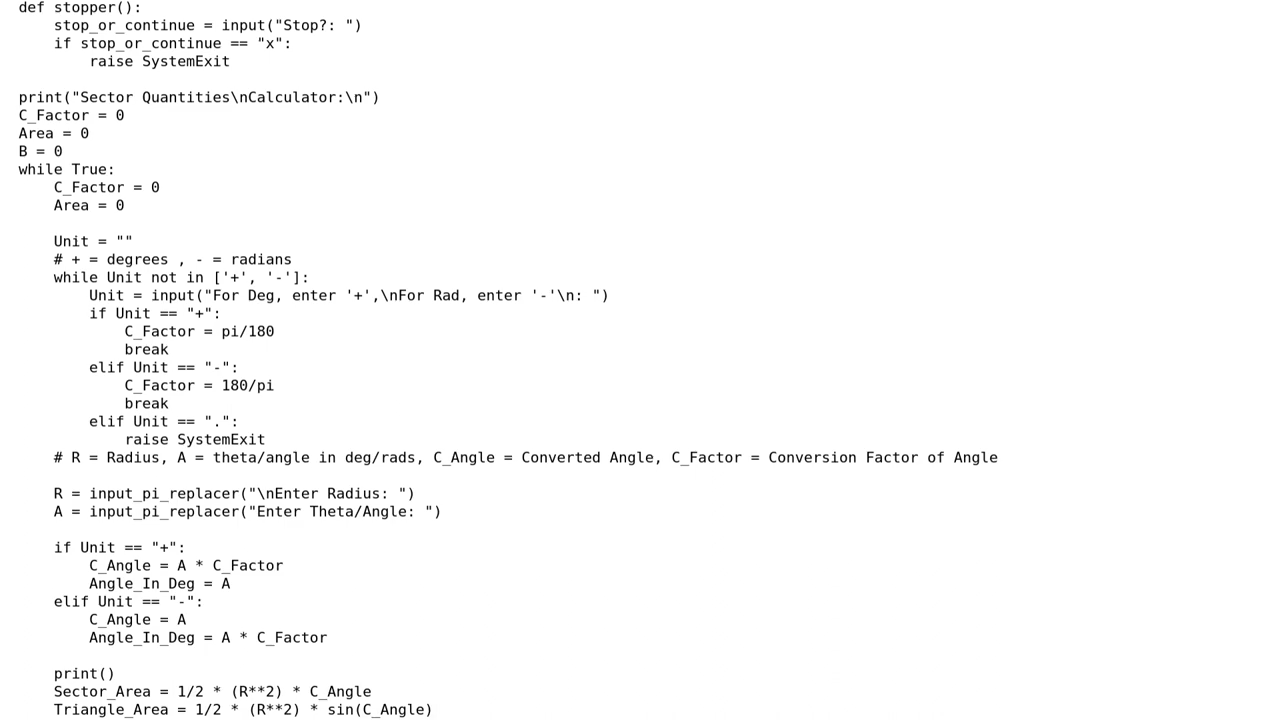 def stopper():
    stop_or_continue = input("Stop?: ")
    if stop_or_continue == "x":
        raise SystemExit

print("Sector Quantities\nCalculator:\n")
C_Factor = 0
Area = 0
B = 0
while True:
    C_Factor = 0
    Area = 0

    Unit = ""
    # + = degrees , - = radians
    while Unit not in ['+', '-']:
        Unit = input("For Deg, enter '+',\nFor Rad, enter '-'\n: ")
        if Unit == "+":
            C_Factor = pi/180
            break
        elif Unit == "-":
            C_Factor = 180/pi
            break
        elif Unit == ".":
            raise SystemExit
    # R = Radius, A = theta/angle in deg/rads, C_Angle = Converted Angle, C_Factor = Conversion Factor of Angle

    R = input_pi_replacer("\nEnter Radius: ")
    A = input_pi_replacer("Enter Theta/Angle: ")

    if Unit == "+":
        C_Angle = A * C_Factor
        Angle_In_Deg = A
    elif Unit == "-":
        C_Angle = A
        Angle_In_Deg = A * C_Factor

    print()
    Sector_Area = 1/2 * (R**2) * C_Angle
    Triangle_Area = 1/2 * (R**2) * sin(C_Angle)